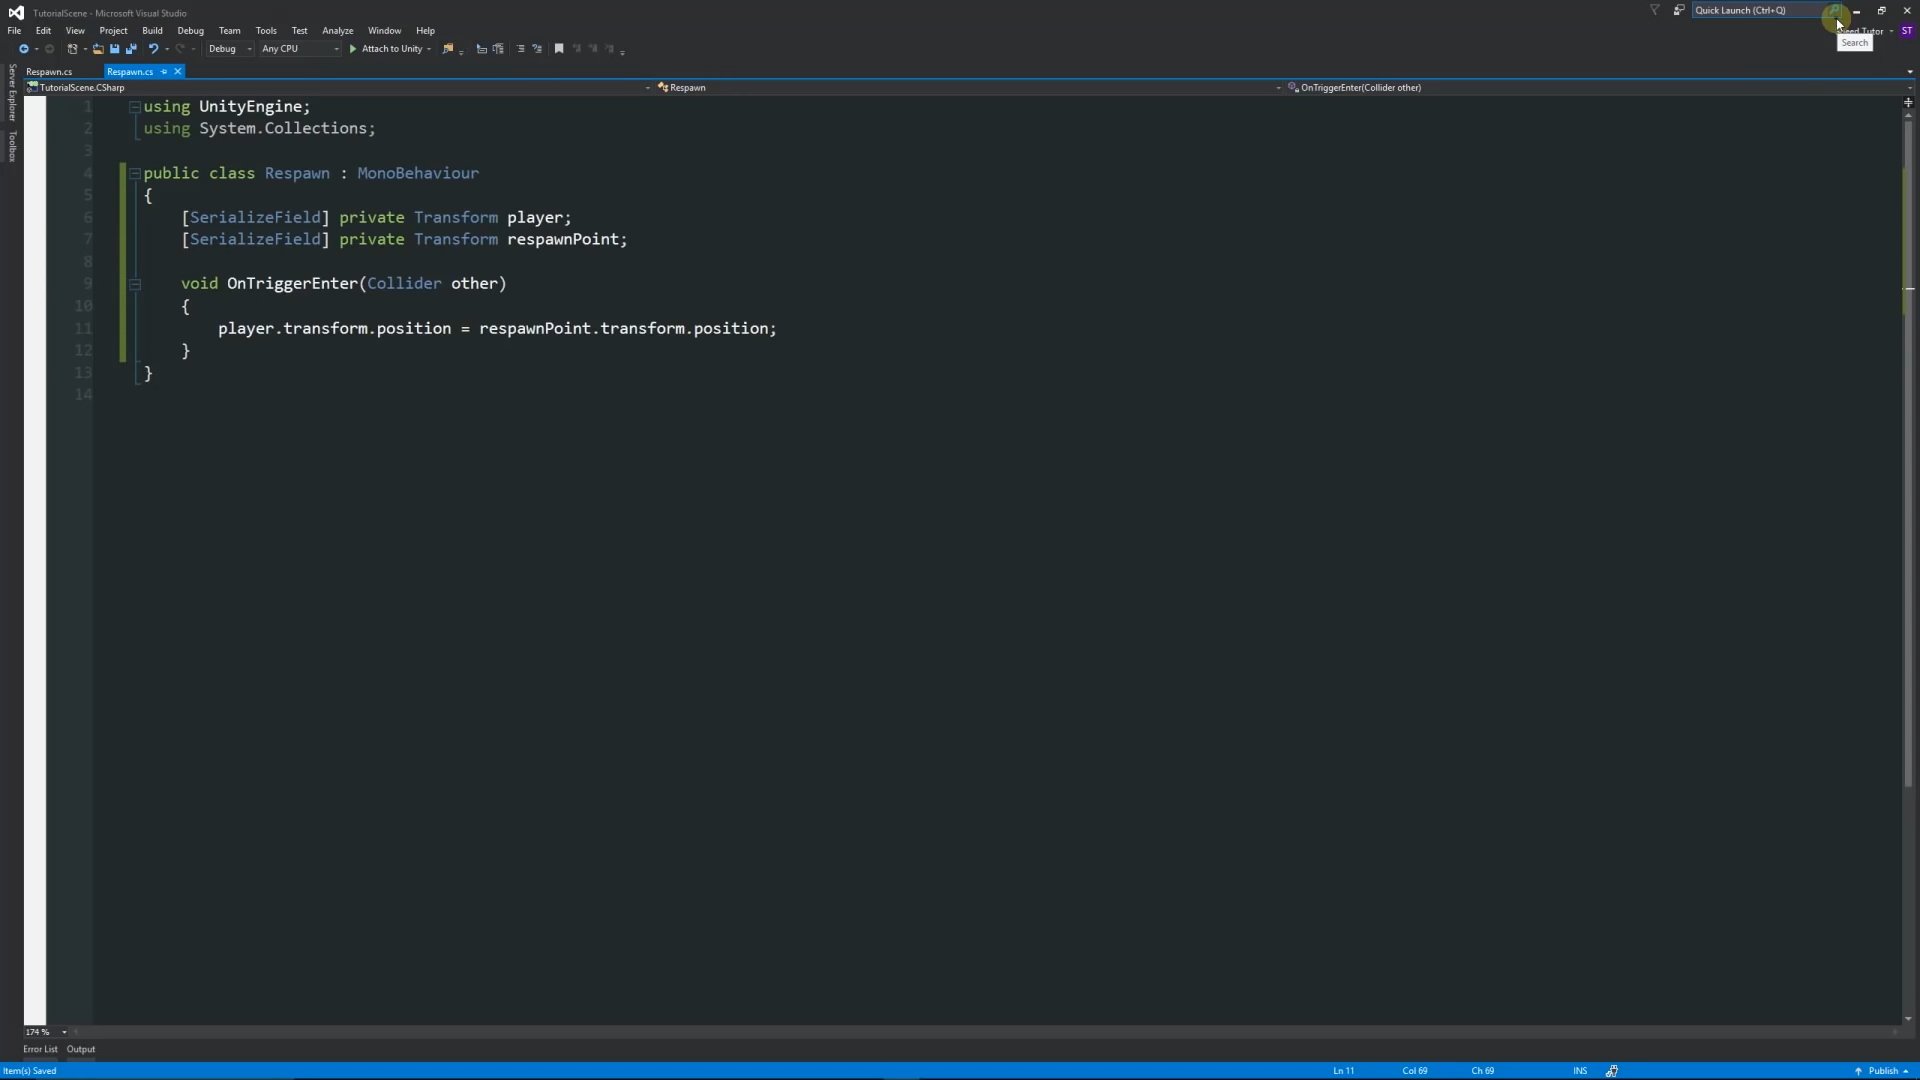 TutorialScene - Microsoft Visual Studio
Quick Launch (Ctrl+Q)
File Edit View Project Build Debug Team Tools Test Analyze Window Help
Tutor ST
Search
Debug Any CPU Attach to Unity
Respawn.cs Respawn.cs
Server Explorer
Toolbox
TutorialScene.CSharp Respawn OnTriggerEnter(Collider other)
1 using UnityEngine;
2 using System.Collections;
3
4 public class Respawn : MonoBehaviour
5 {
6 [SerializeField] private Transform player;
7 [SerializeField] private Transform respawnPoint;
8
9 void OnTriggerEnter(Collider other)
10 {
11 player.transform.position = respawnPoint.transform.position;
12 }
13 }
14
174 %
Error List Output
Item(s) Saved Ln 11 Col 69 Ch 69 INS Publish